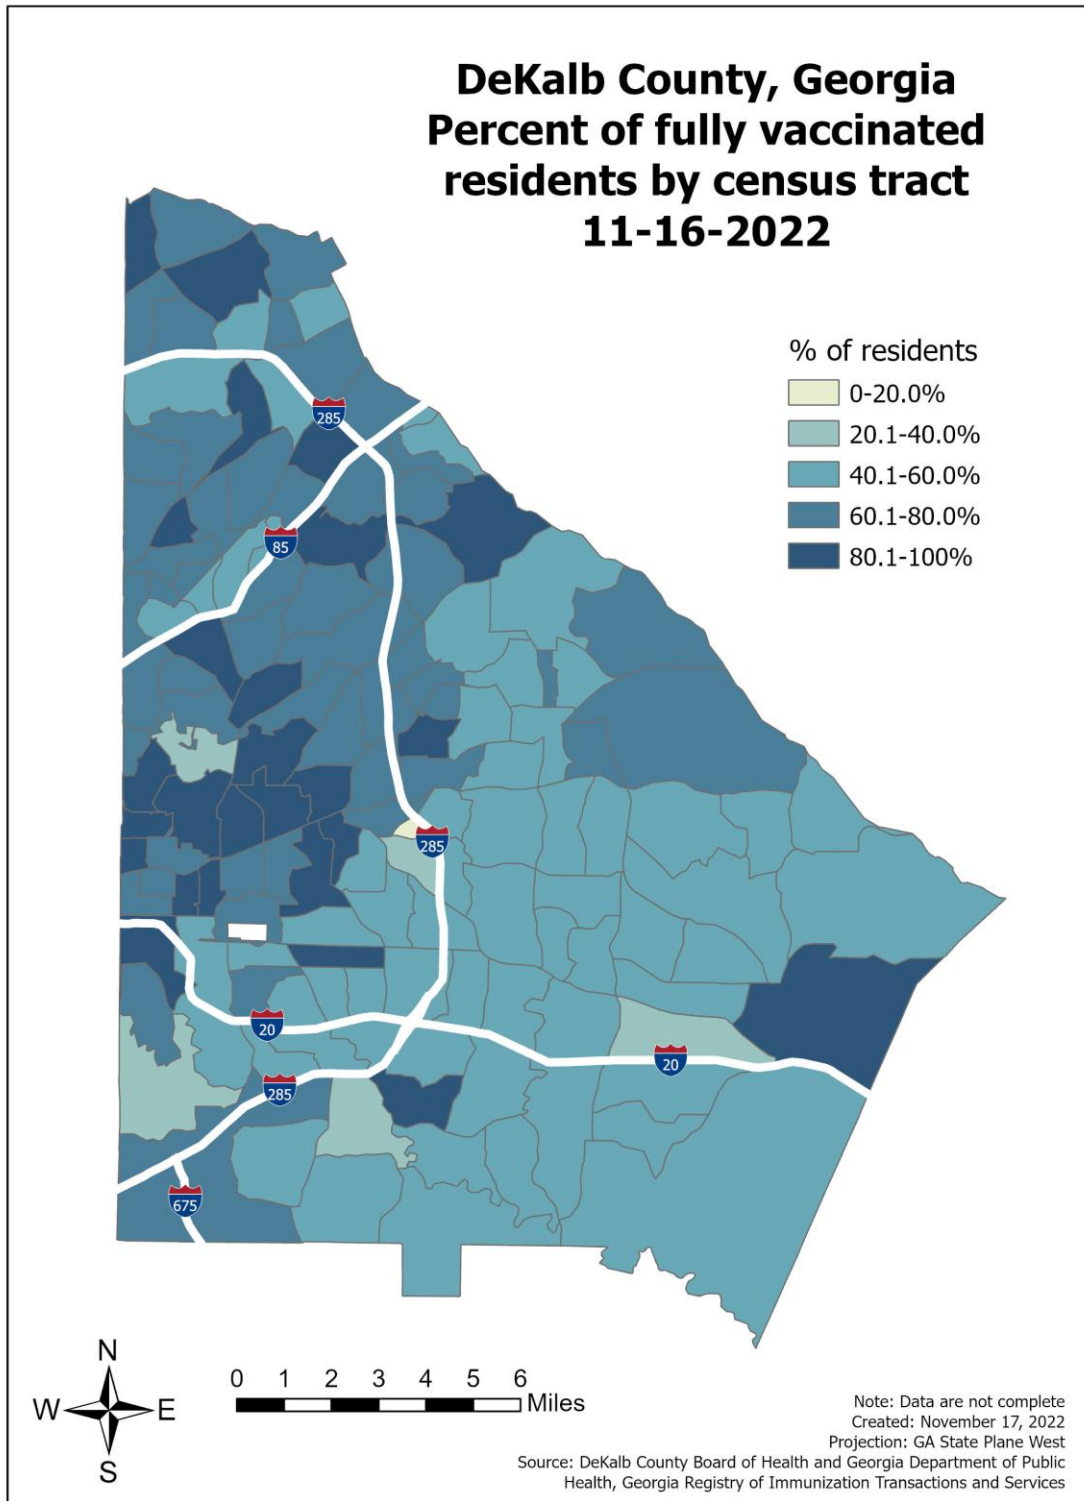 DeKalb County, Georgia
Percent of fully vaccinated
residents by census tract
11-16-2022
% of residents
0-20.0%
20.1-40.0%
40.1-60.0%
60.1-80.0%
80.1-100%
285
85
285
20
20
285
675
N
W E
S
0 1 2 3 4 5 6
Miles
Note: Data are not complete
Created: November 17, 2022
Projection: GA State Plane West
Source: DeKalb County Board of Health and Georgia Department of Public
Health, Georgia Registry of Immunization Transactions and Services